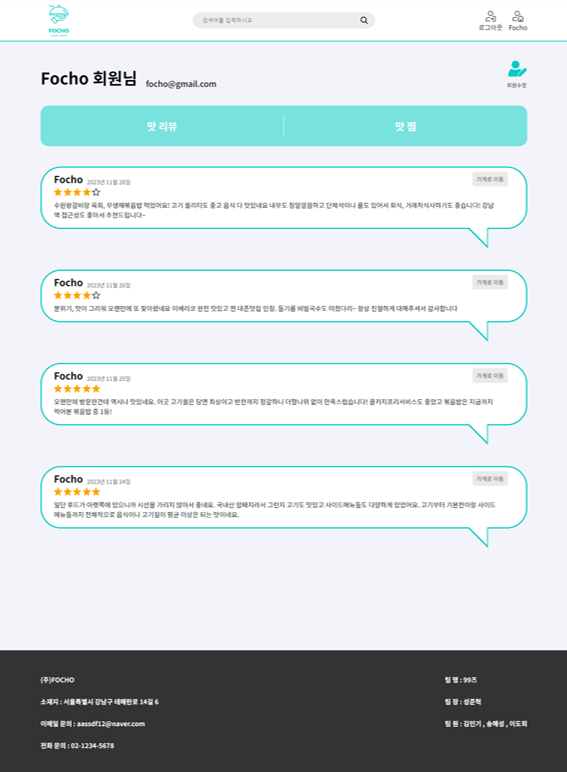 FOCHO
검색어를 입력하시오
로그아웃
Focho
Focho 회원님
focho@gmail.com
회원수정
맛 리뷰
맛 찜
Focho 2023년 11월 28일
가게로 이동
수원왕갈비랑 육회, 우생채볶음밥 먹었어요! 고기 퀄리티도 좋고 음식 다 맛있네요 내부도 정말깔끔하고 단체석이나 룸도 있어서 회식, 거래처식사하기도 좋습니다! 강남
역 접근성도 좋아서 추천드립니다~
Focho 2023년 11월 26일
가게로 이동
분위기, 맛이 그리워 오랜만에 또 찾아왔네요 이베리코 완전 맛있고 찐 대존맛집 인정. 들기름 비빔국수도 미쳤다리~ 항상 친절하게 대해주셔서 감사합니다
Focho 2023년 11월 25일
가게로 이동
오랜만에 방문한건데 역시나 맛있네요. 이곳 고기들은 당연 최상이고 반찬까지 정갈하니 더할나위 없이 만족스럽습니다! 콜키지프리서비스도 좋았고 볶음밥은 지금까지
먹어본 볶음밥 중 1등!
Focho 2023년 11월 24일
가게로 이동
일단 후드가 아랫쪽에 있으니까 시선을 가리지 않아서 좋네요. 국내산 암퇘지라서 그런지 고기도 맛있고 사이드메뉴들도 다양하게 있었어요. 고기부터 기본찬이랑 사이드
메뉴들까지 전체적으로 음식이나 고기질이 평균 이상은 되는 맛이네요.
(주)FOCHO
소재지 : 서울특별시 강남구 테헤란로 14길 6
이메일 문의 : aassdf12@naver.com
전화 문의 : 02-1234-5678
팀 명 : 99즈
팀 장 : 성준혁
팀 원 : 김민기 , 송혜성 , 이도희